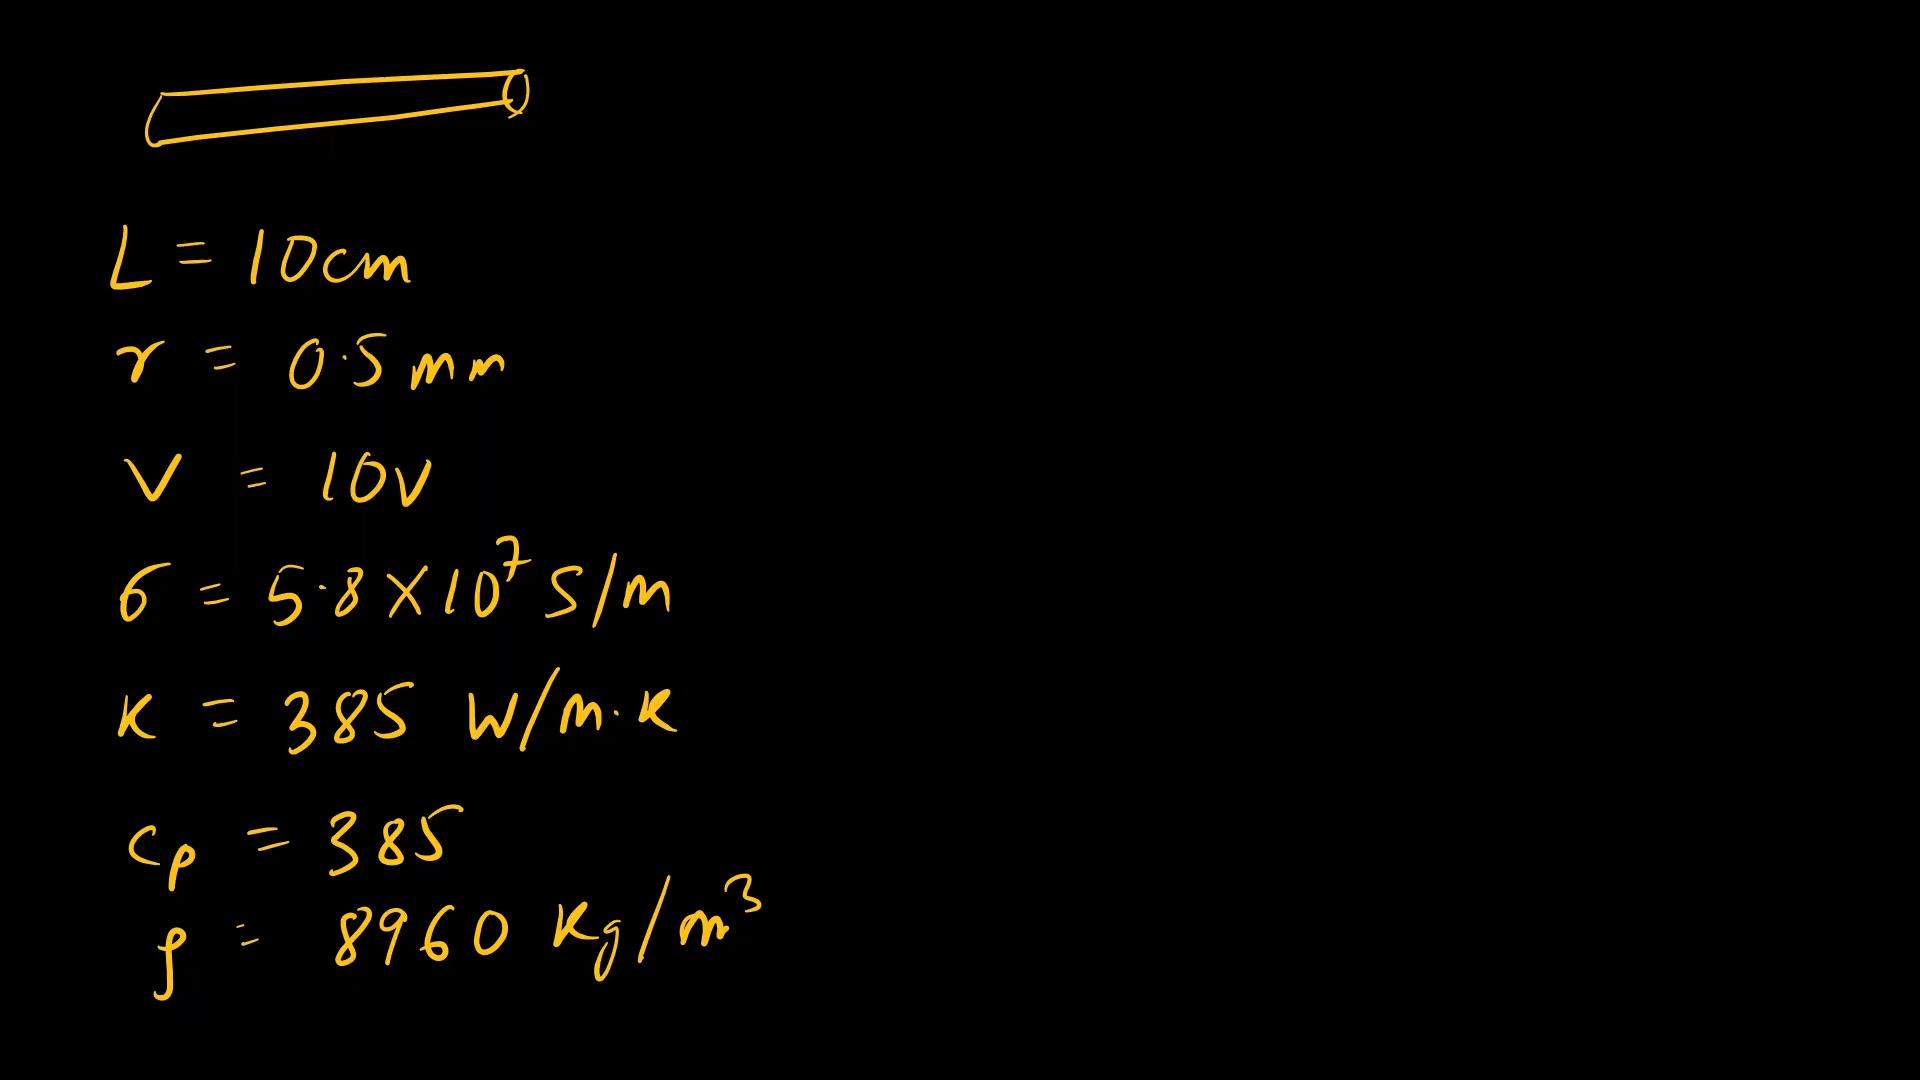 L = 10cm
r = 0.5 mm
V = 10V
σ = 5.8 × 10⁷ S/m
K = 385 W/m.K
Cp = 385
ρ = 8960 Kg/m³